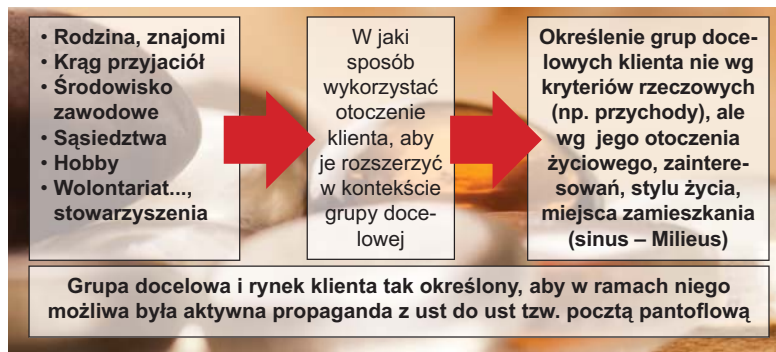 • Rodzina, znajomi
• Krąg przyjaciół
• Środowisko
zawodowe
• Sąsiedztwa
• Hobby
• Wolontariat...,
stowarzyszenia
W jaki
sposób
wykorzystać
otoczenie
klienta, aby
je rozszerzyć
w kontekście
grupy doce-
lowej
Określenie grup doce-
lowych klienta nie wg
kryteriów rzeczowych
(np. przychody), ale
wg jego otoczenia
życiowego, zaintere-
sowań, stylu życia,
miejsca zamieszkania
(sinus – Milieus)
Grupa docelowa i rynek klienta tak określony, aby w ramach niego
możliwa była aktywna propaganda z ust do ust tzw. pocztą pantoflową